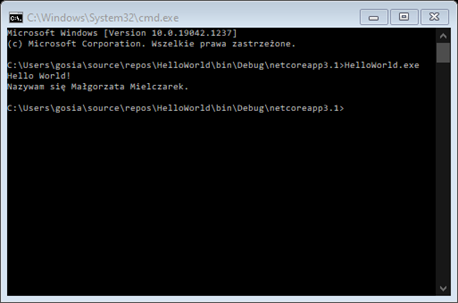 C:\Windows\System32\cmd.exe
Microsoft Windows [Version 10.0.19042.1237]
(c) Microsoft Corporation. Wszelkie prawa zastrzeżone.
C:\Users\gosia\source\repos\HelloWorld\bin\Debug\netcoreapp3.1>HelloWorld.exe
Hello World!
Nazywam się Małgorzata Mielczarek.
C:\Users\gosia\source\repos\HelloWorld\bin\Debug\netcoreapp3.1>